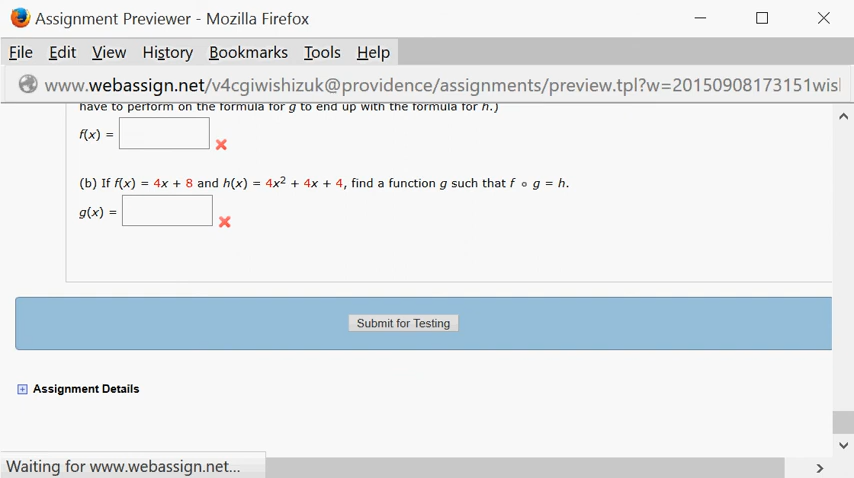 Assignment Previewer - Mozilla Firefox
File Edit View History Bookmarks Tools Help
www.webassign.net/v4cgiwishizuk@providence/assignments/preview.tpl?w=20150908173151wisl
have to perform on the formula for g to end up with the formula for h.)
f(x) =
(b) If f(x) = 4x + 8 and h(x) = 4x² + 4x + 4, find a function g such that f ∘ g = h.
g(x) =
Submit for Testing
Assignment Details
Waiting for www.webassign.net...